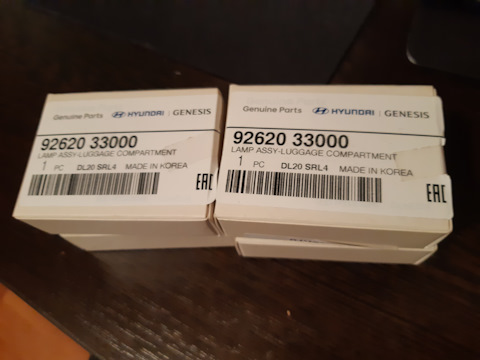 Genuine Parts HYUNDAI | GENESIS
92620 33000
LAMP ASSY-LUGGAGE COMPARTMENT
1 PC DL20 SRL4 MADE IN KOREA
EAC
Genuine Parts HYUNDAI | GENESIS
92620 33000
LAMP ASSY-LUGGAGE COMPARTMENT
1 PC DL20 SRL4 MADE IN KOREA
EAC